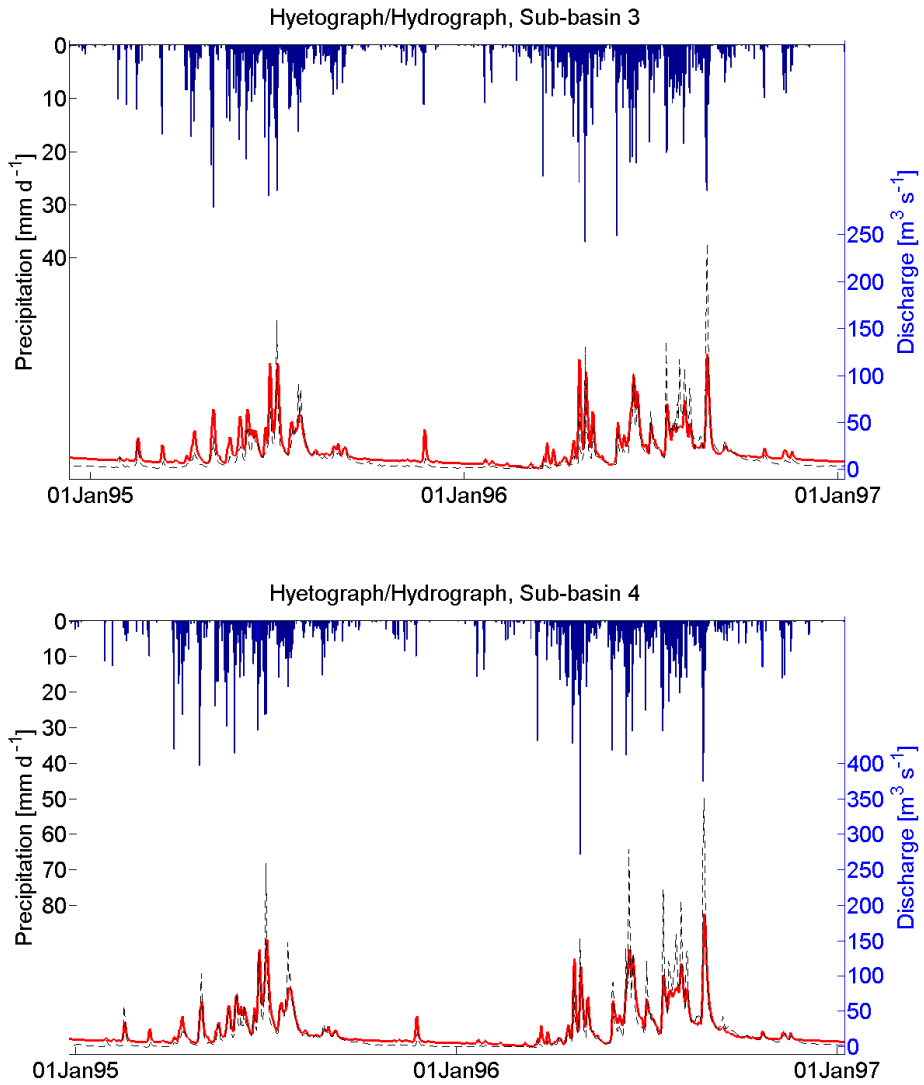 Hyetograph/Hydrograph, Sub-basin 3
0
10
20
30
40
Precipitation [mm d⁻¹]
250
200
150
100
50
0
Discharge [m³ s⁻¹]
01Jan95
01Jan96
01Jan97
Hyetograph/Hydrograph, Sub-basin 4
0
10
20
30
40
50
60
70
80
Precipitation [mm d⁻¹]
400
350
300
250
200
150
100
50
0
Discharge [m³ s⁻¹]
01Jan95
01Jan96
01Jan97